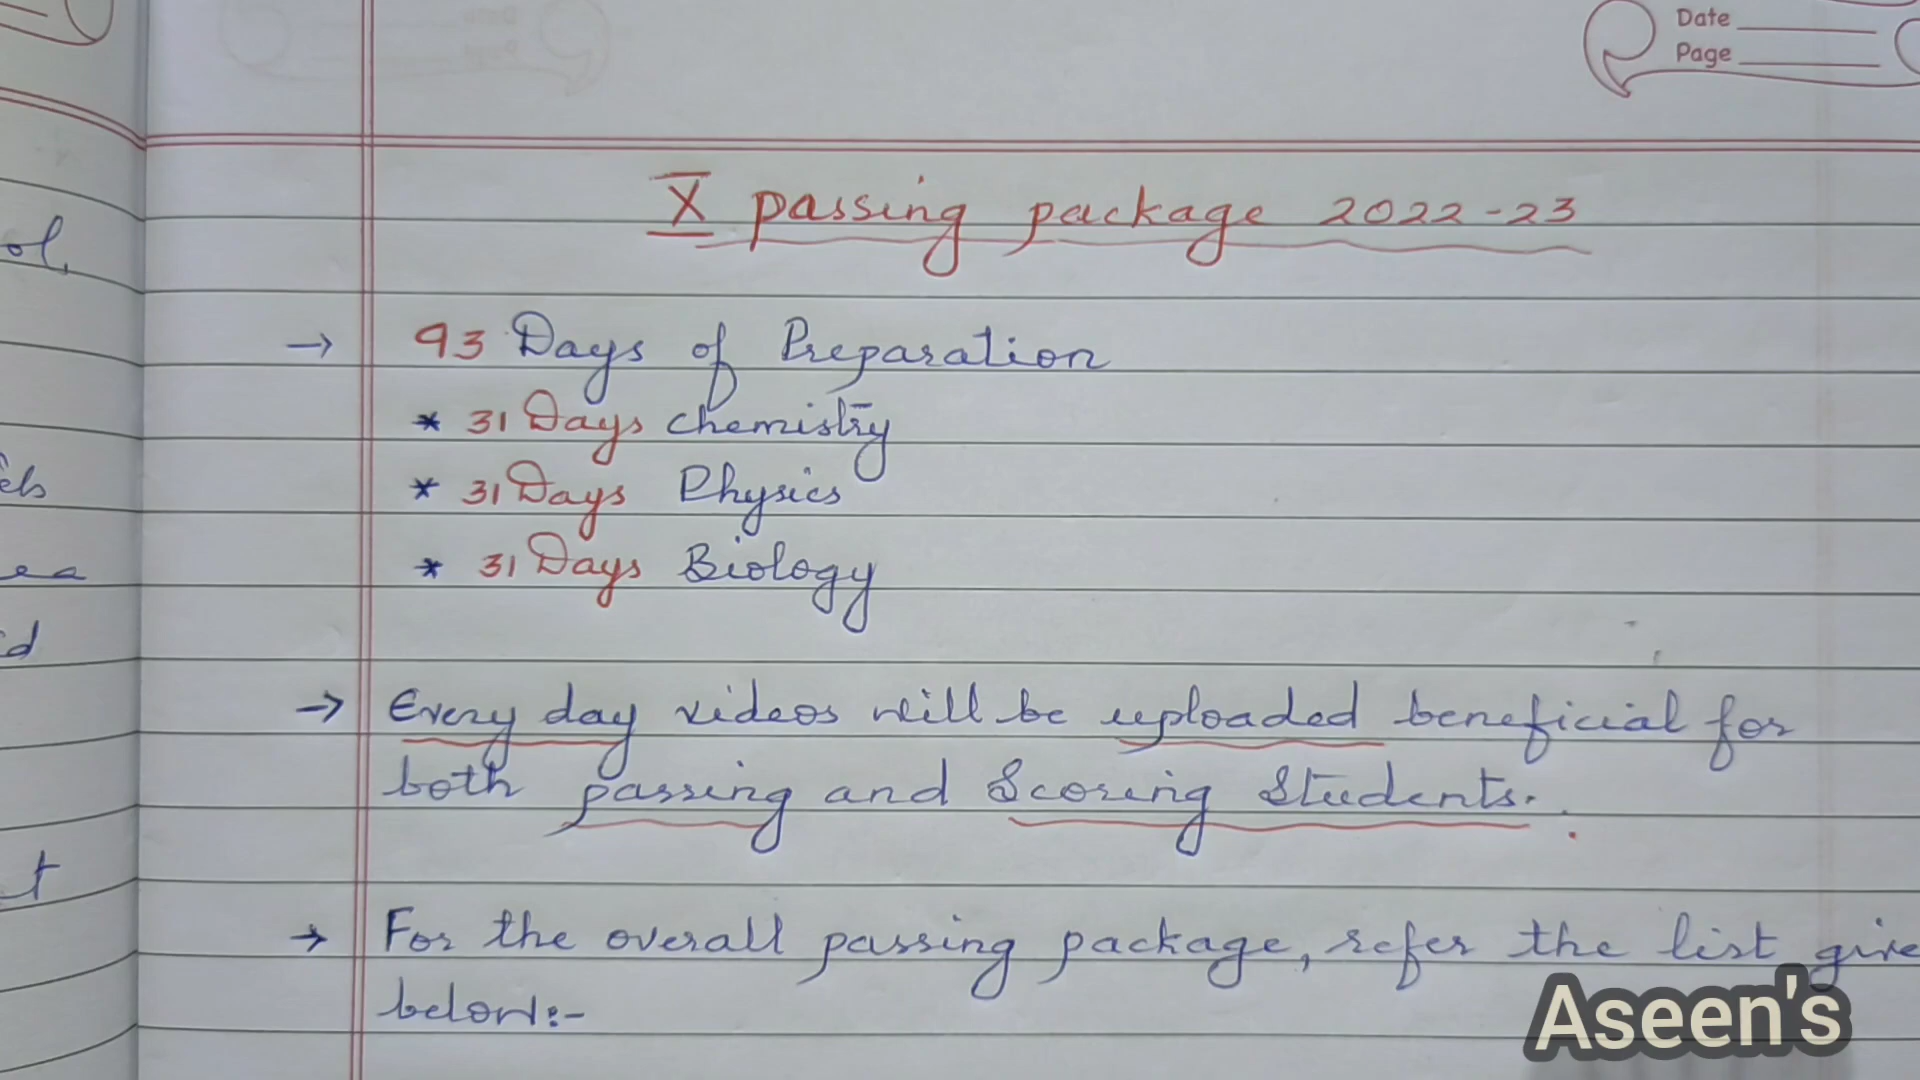 Date
Page
X passing package 2022-23
→ 93 Days of Preparation
* 31 Days chemistry
* 31 Days Physics
* 31 Days Biology
→ Every day videos will be uploaded beneficial for
both passing and Scoring Students.
→ For the overall passing package, refer the list give
below:-
Aseen's